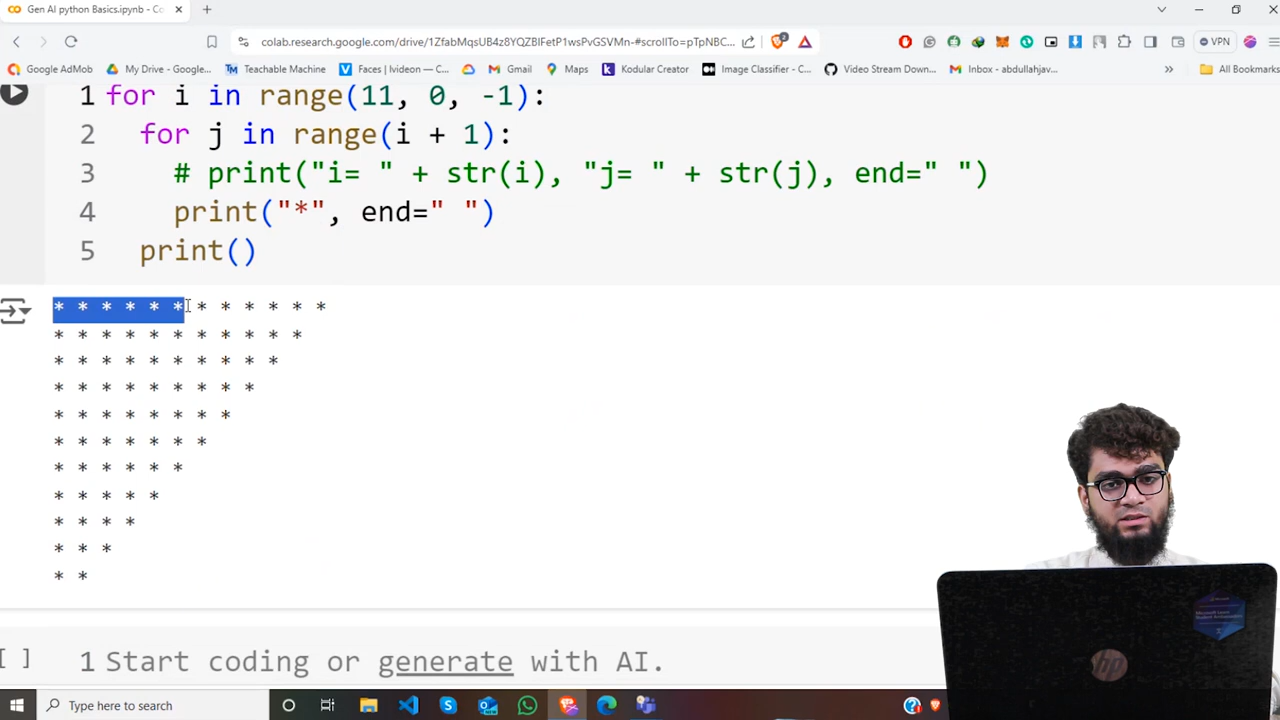 Gen AI python Basics.ipynb - Co
colab.research.google.com/drive/1ZfabMqsUB4z8YQZBIFetP1wsPvGSVMn-#scrollTo=pTpNBC...
VPN
Google AdMob
My Drive - Google...
Teachable Machine
Faces | Ivideon — C...
Gmail
Maps
Kodular Creator
Image Classifier - C...
Video Stream Down...
Inbox - abdullahjav...
»
All Bookmarks
1 for i in range(11, 0, -1):
2 for j in range(i + 1):
3 # print("i= " + str(i), "j= " + str(j), end=" ")
4 print("*", end=" ")
5 print()
* * * * * * * * * * * *
* * * * * * * * * * *
* * * * * * * * * *
* * * * * * * * *
* * * * * * * *
* * * * * * *
* * * * * *
* * * * *
* * * *
* * *
* *
[ ] 1 Start coding or generate with AI.
hp
Type here to search